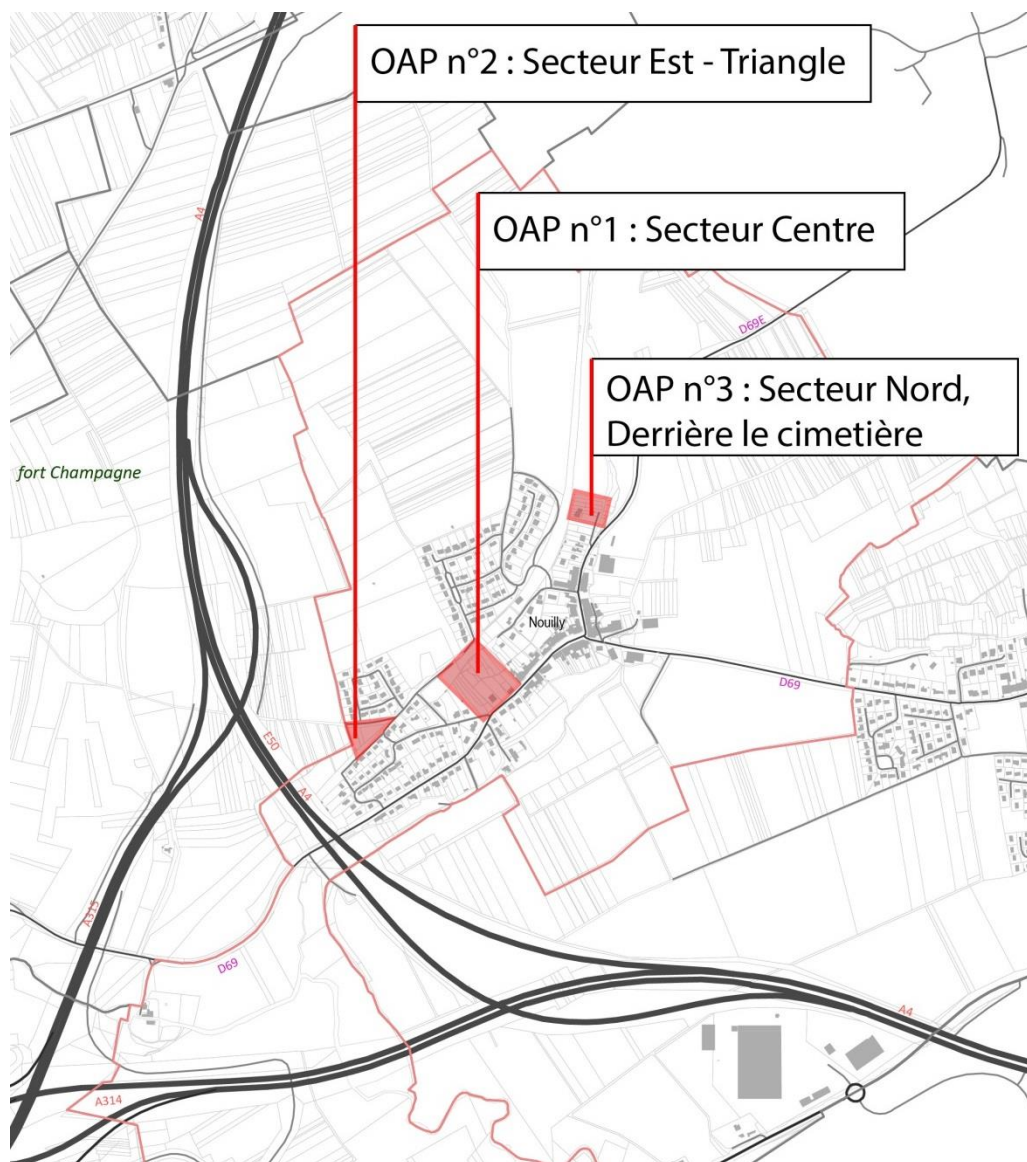 OAP n°2 : Secteur Est - Triangle
A4
OAP n°1 : Secteur Centre
D69E
OAP n°3 : Secteur Nord,
Derrière le cimetière
fort Champagne
Nouilly
D69
E50
A4
A315
D69
A4
A314